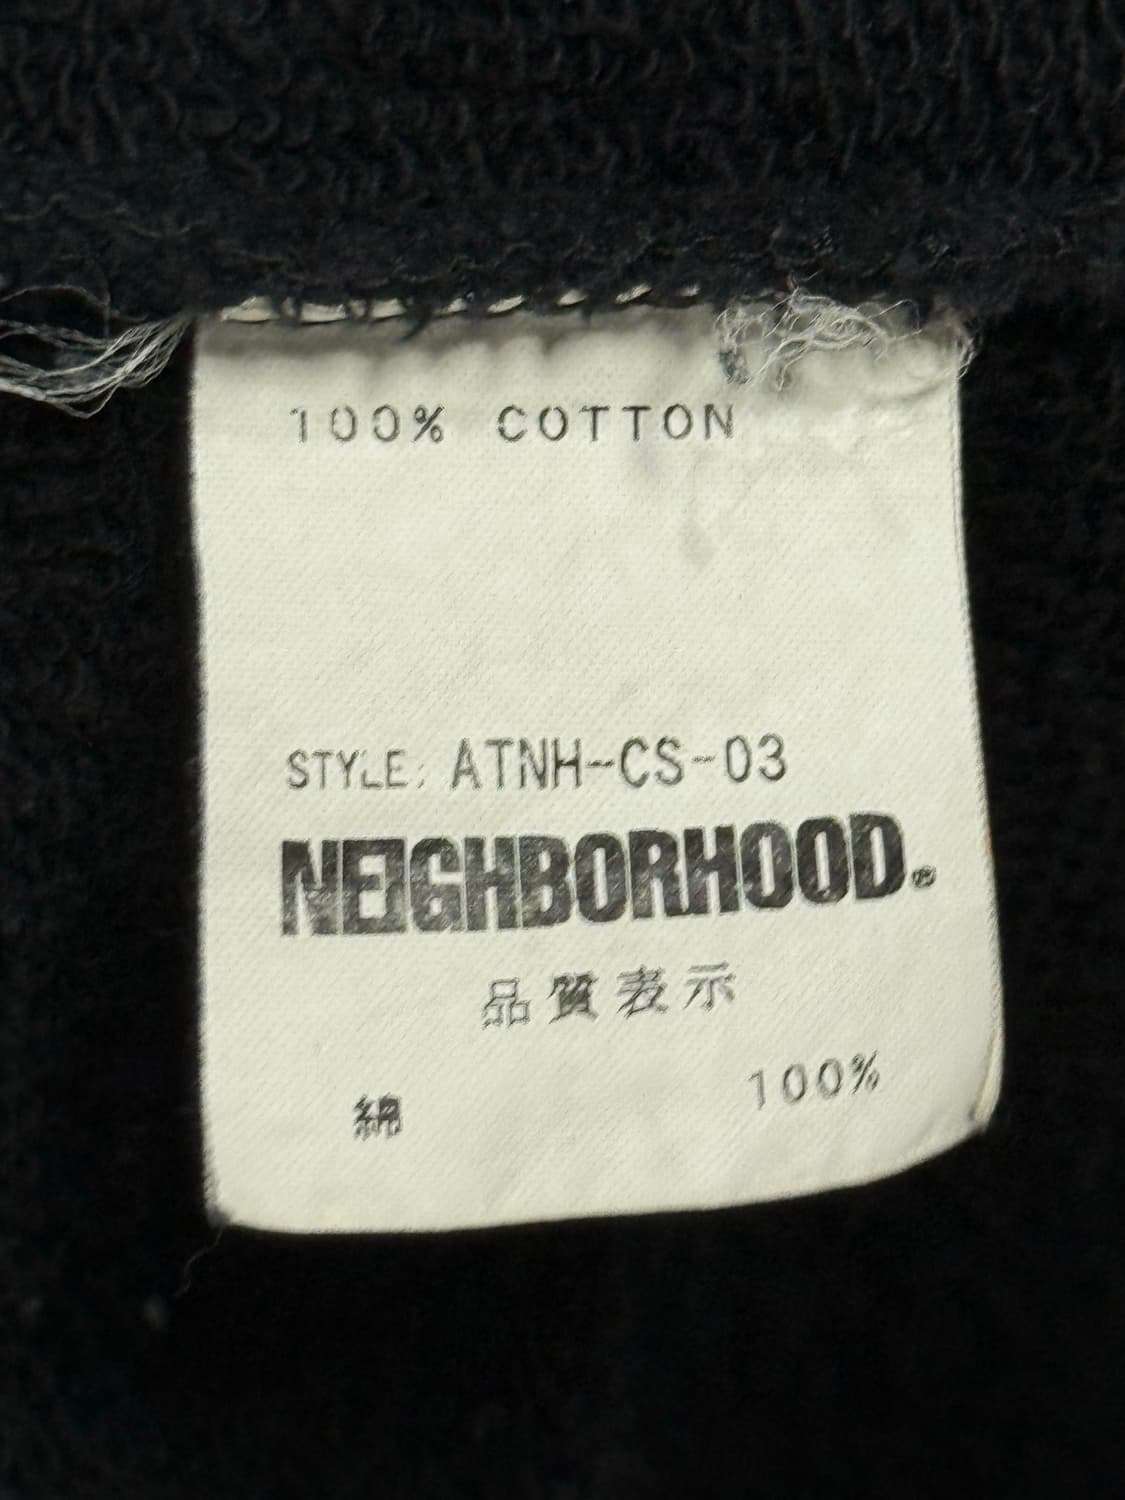 100% COTTON
STYLE: ATNH-CS-03
NEIGHBORHOOD®
品質表示
綿 100%